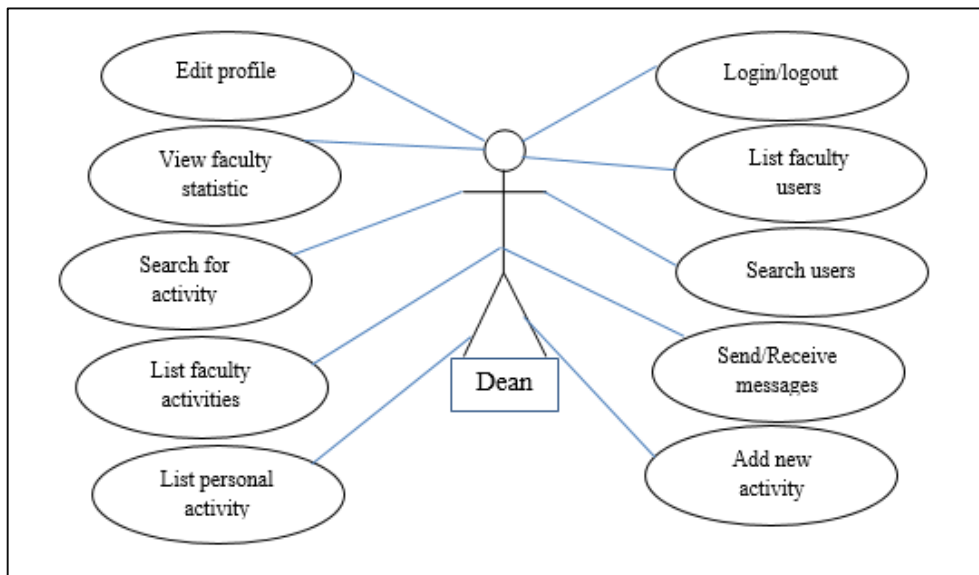 Edit profile
Login/logout
View faculty
statistic
List faculty
users
Search for
activity
Search users
List faculty
activities
Send/Receive
messages
Dean
List personal
activity
Add new
activity